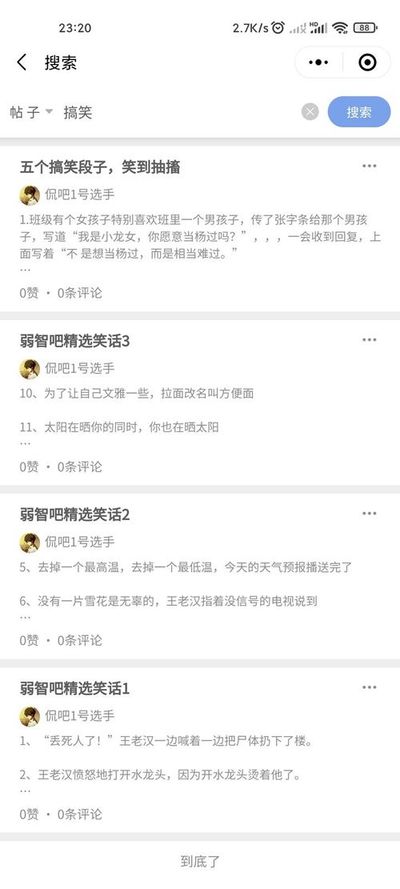 23:20
2.7K/s
HD
88
搜索
帖子
搞笑
搜索
五个搞笑段子，笑到抽搐
侃吧1号选手
1.班级有个女孩子特别喜欢班里一个男孩子，传了张字条给那个男孩
子，写道“我是小龙女，你愿意当杨过吗？”，，，一会收到回复，上
面写着“不 是想当杨过，而是相当难过。”
...
0赞 · 0条评论
弱智吧精选笑话3
侃吧1号选手
10、为了让自己文雅一些，拉面改名叫方便面
11、太阳在晒你的同时，你也在晒太阳
...
0赞 · 0条评论
弱智吧精选笑话2
侃吧1号选手
5、去掉一个最高温，去掉一个最低温，今天的天气预报播送完了
6、没有一片雪花是无辜的，王老汉指着没信号的电视说到
...
0赞 · 0条评论
弱智吧精选笑话1
侃吧1号选手
1、“丢死人了！”王老汉一边喊着一边把尸体扔下了楼。
2、王老汉愤怒地打开水龙头，因为开水龙头烫着他了。
...
0赞 · 0条评论
到底了